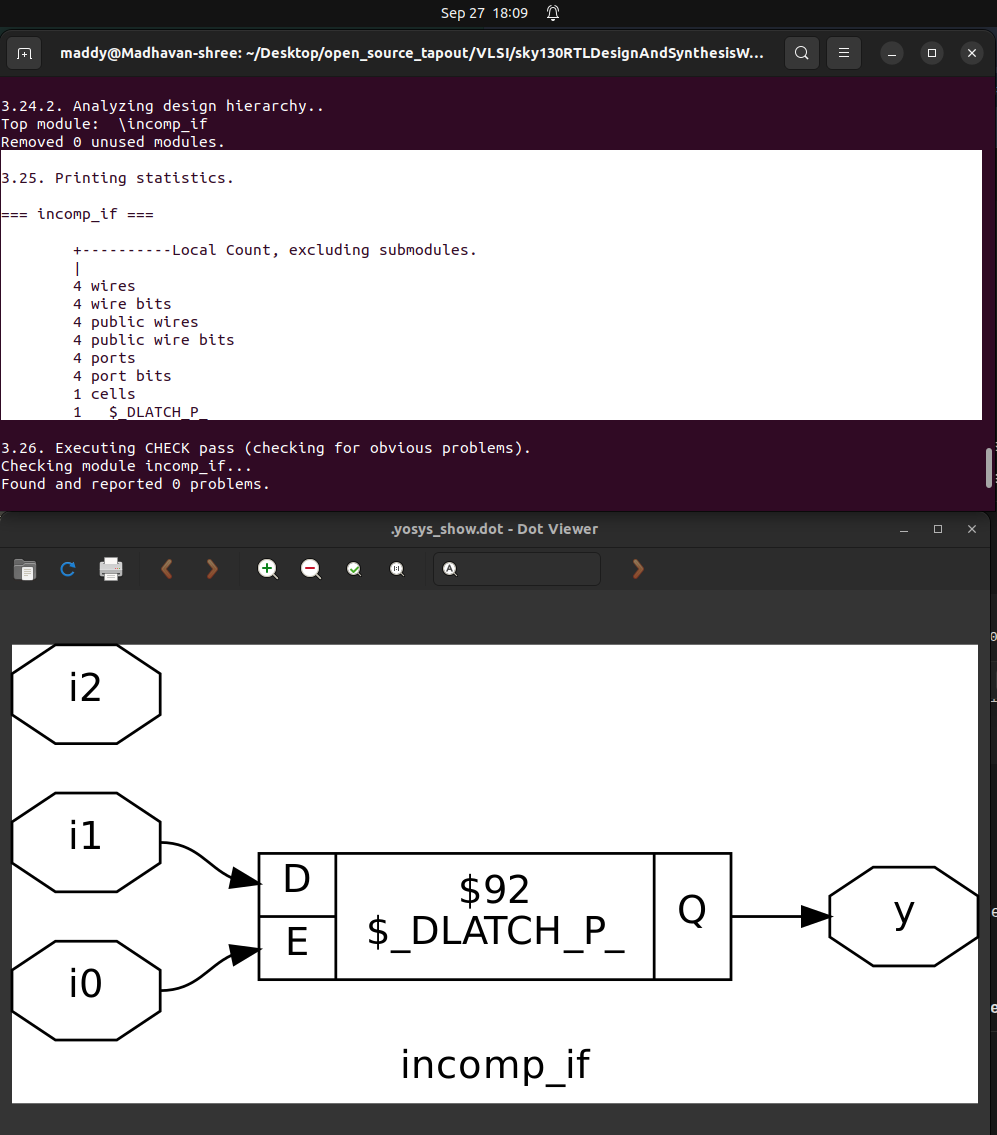 Sep 27 18:09
maddy@Madhavan-shree: ~/Desktop/open_source_tapout/VLSI/sky130RTLDesignAndSynthesisW...
3.24.2. Analyzing design hierarchy..
Top module:  \incomp_if
Removed 0 unused modules.
3.25. Printing statistics.
=== incomp_if ===
+----------Local Count, excluding submodules.
|
4 wires
4 wire bits
4 public wires
4 public wire bits
4 ports
4 port bits
1 cells
1   $_DLATCH_P_
3.26. Executing CHECK pass (checking for obvious problems).
Checking module incomp_if...
Found and reported 0 problems.
.yosys_show.dot - Dot Viewer
i2
i1
i0
D
E
$92
$_DLATCH_P_
Q
y
incomp_if